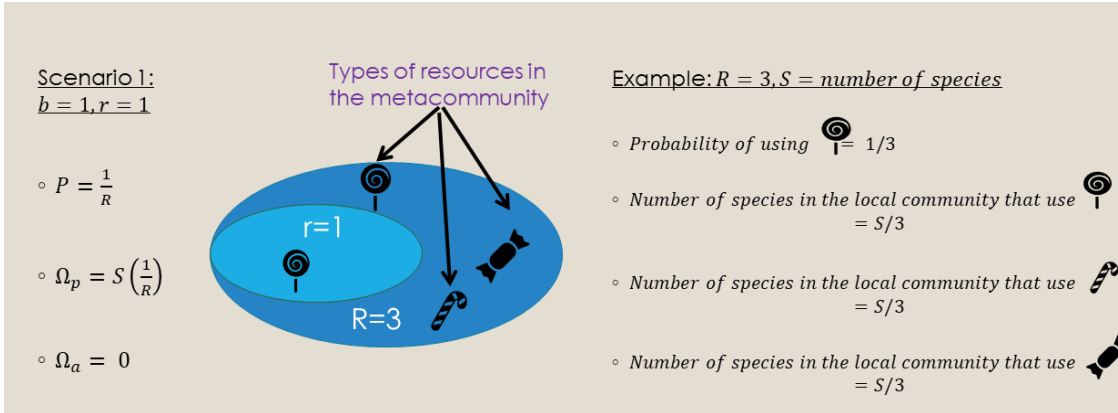 Scenario 1:
b = 1, r = 1
◦ P = 1/R
◦ Ωₚ = S(1/R)
◦ Ωₐ = 0
Types of resources in
the metacommunity
r=1
R=3
Example: R = 3, S = number of species
◦ Probability of using = 1/3
◦ Number of species in the local community that use
= S/3
◦ Number of species in the local community that use
= S/3
◦ Number of species in the local community that use
= S/3